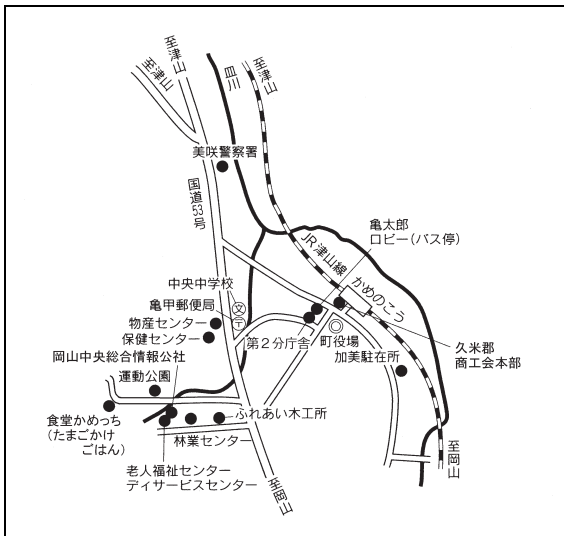 至津山
至津山
至津山
皿川
美咲警察署
国道53号
亀太郎
ロビー(バス停)
JR津山線
かめのこう
中央中学校
文
亀甲郵便局
〒
物産センター
保健センター
第2分庁舎
町役場
加美駐在所
久米郡
商工会本部
岡山中央総合情報公社
運動公園
食堂かめっち
(たまごかけ
ごはん)
ふれあい木工所
林業センター
老人福祉センター
デイサービスセンター
至岡山
至岡山